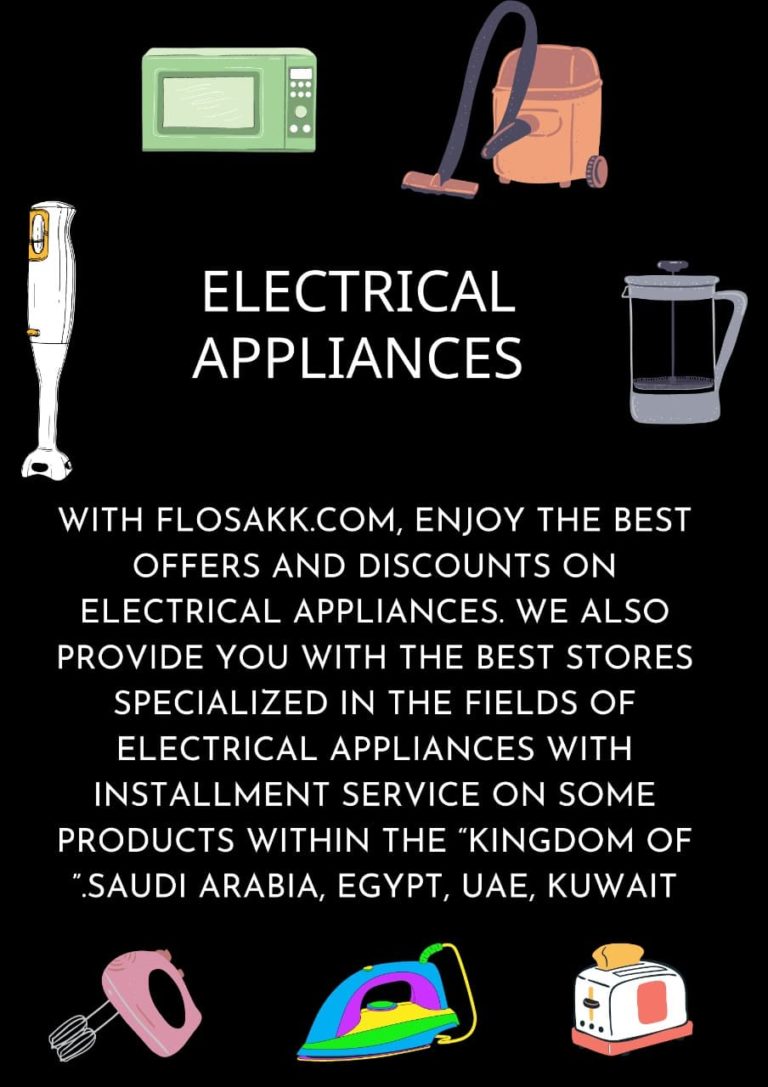 ELECTRICAL
APPLIANCES
WITH FLOSAKK.COM, ENJOY THE BEST
OFFERS AND DISCOUNTS ON
ELECTRICAL APPLIANCES. WE ALSO
PROVIDE YOU WITH THE BEST STORES
SPECIALIZED IN THE FIELDS OF
ELECTRICAL APPLIANCES WITH
INSTALLMENT SERVICE ON SOME
PRODUCTS WITHIN THE “KINGDOM OF
”.SAUDI ARABIA, EGYPT, UAE, KUWAIT